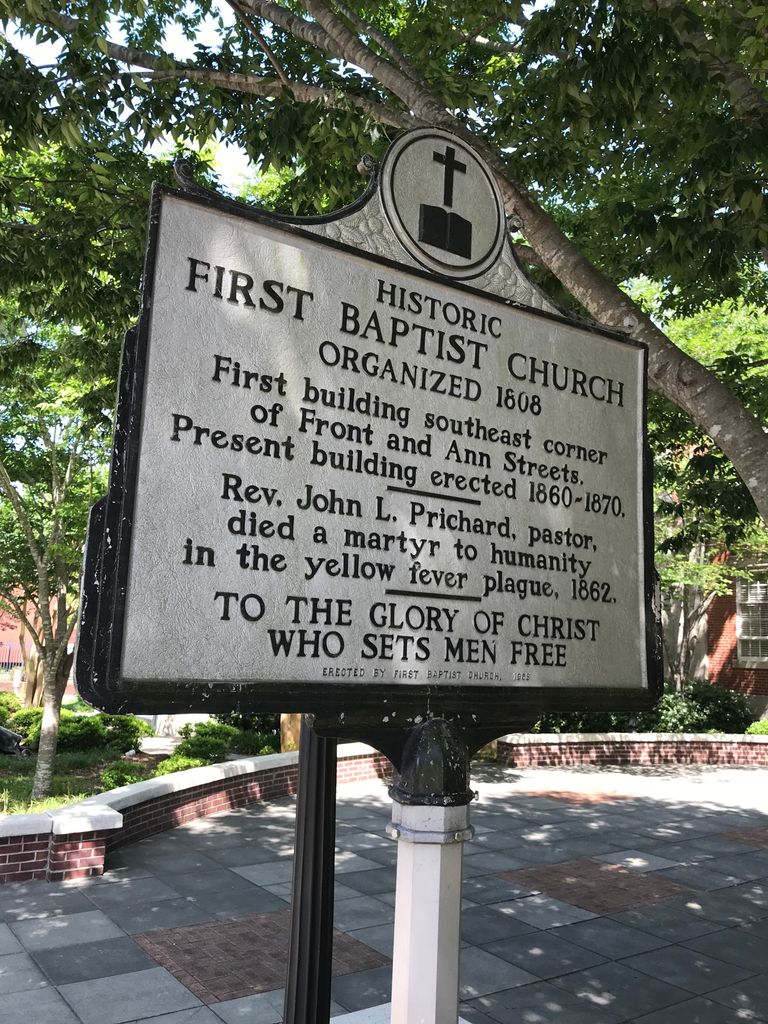 HISTORIC
FIRST BAPTIST CHURCH
ORGANIZED 1808
First building southeast corner
of Front and Ann Streets.
Present building erected 1860-1870.
Rev. John L. Prichard, pastor,
died a martyr to humanity
in the yellow fever plague, 1862.
TO THE GLORY OF CHRIST
WHO SETS MEN FREE
ERECTED BY FIRST BAPTIST CHURCH,